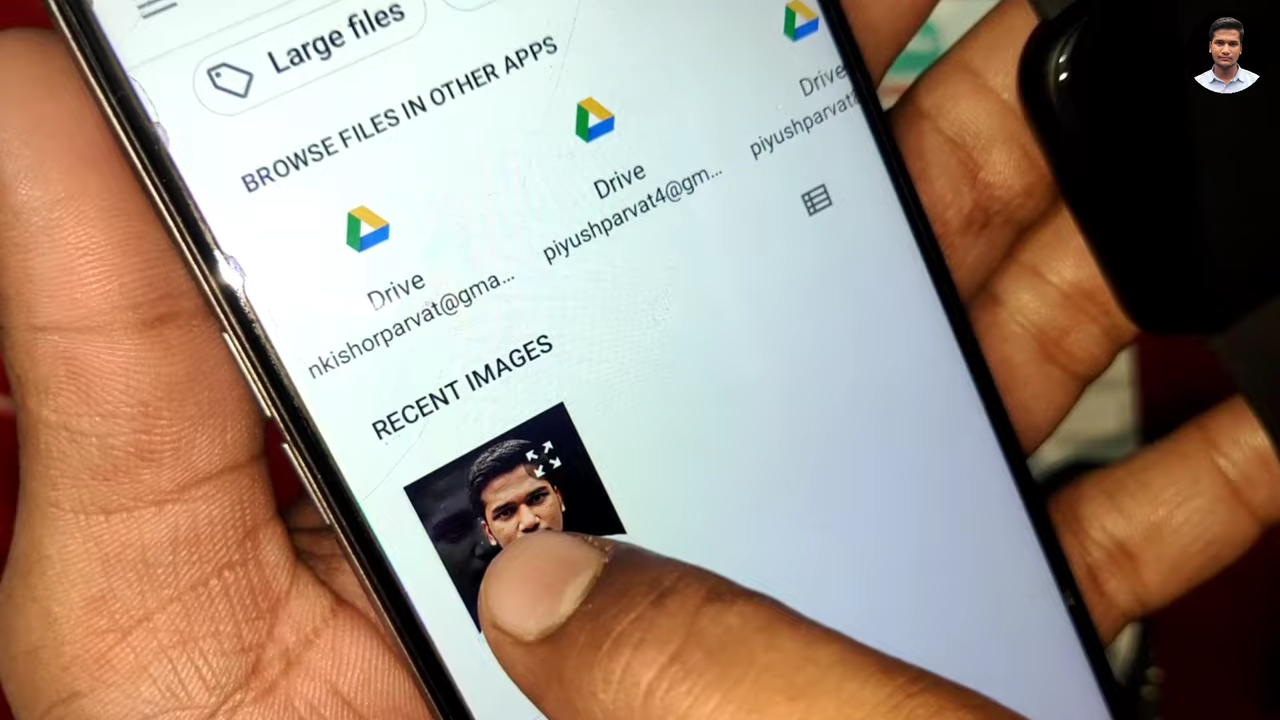 Large files
BROWSE FILES IN OTHER APPS
Drive
nkishorparvat@gma...
Drive
piyushparvat4@gm...
Drive
RECENT IMAGES